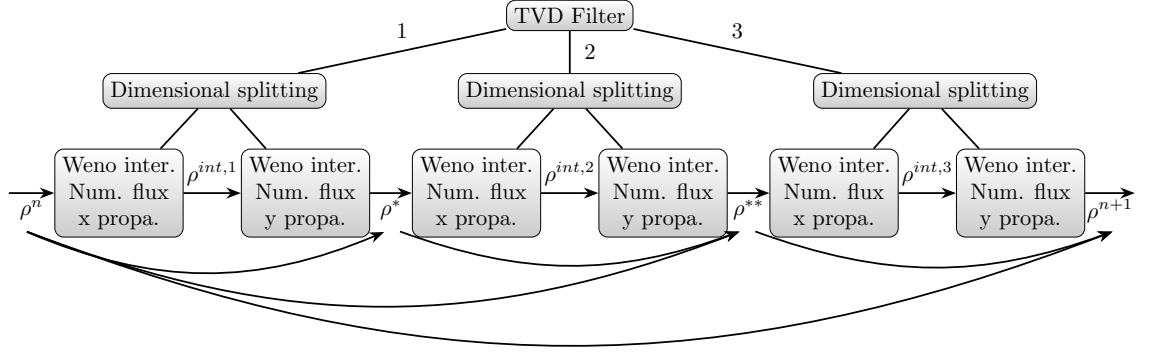 TVD Filter
1
2
3
Dimensional splitting
Dimensional splitting
Dimensional splitting
ρ^n
Weno inter.
Num. flux
x propa.
ρ^{int,1}
Weno inter.
Num. flux
y propa.
ρ^*
Weno inter.
Num. flux
x propa.
ρ^{int,2}
Weno inter.
Num. flux
y propa.
ρ^{**}
Weno inter.
Num. flux
x propa.
ρ^{int,3}
Weno inter.
Num. flux
y propa.
ρ^{n+1}